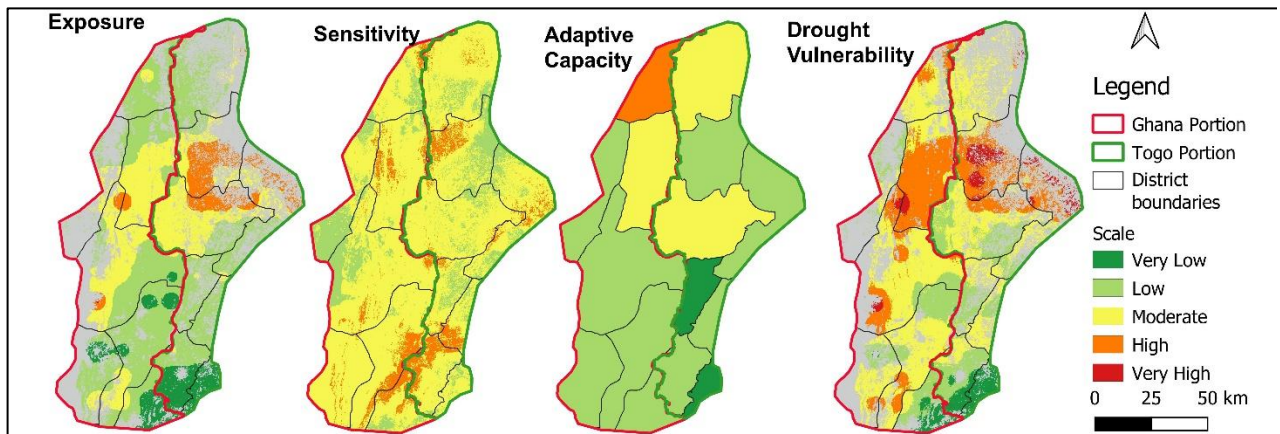 Exposure
Sensitivity
Adaptive
Capacity
Drought
Vulnerability
Legend
Ghana Portion
Togo Portion
District
boundaries
Scale
Very Low
Low
Moderate
High
Very High
0 25 50 km